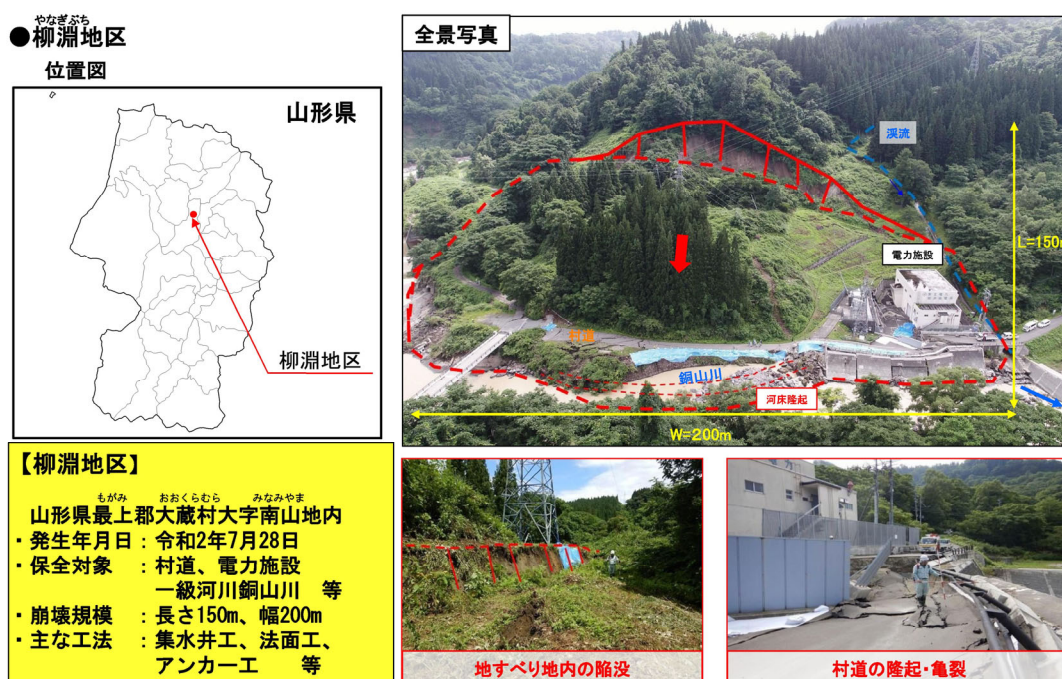 やなぎぶち
●柳淵地区
位置図
山形県
柳淵地区
全景写真
渓流
L=150m
電力施設
村道
銅山川
河床隆起
W=200m
【柳淵地区】
もがみ おおくらむら みなみやま
山形県最上郡大蔵村大字南山地内
・発生年月日：令和2年7月28日
・保全対象 ：村道、電力施設
一級河川銅山川 等
・崩壊規模 ：長さ150m、幅200m
・主な工法 ：集水井工、法面工、
アンカー工 等
地すべり地内の陥没
村道の隆起・亀裂